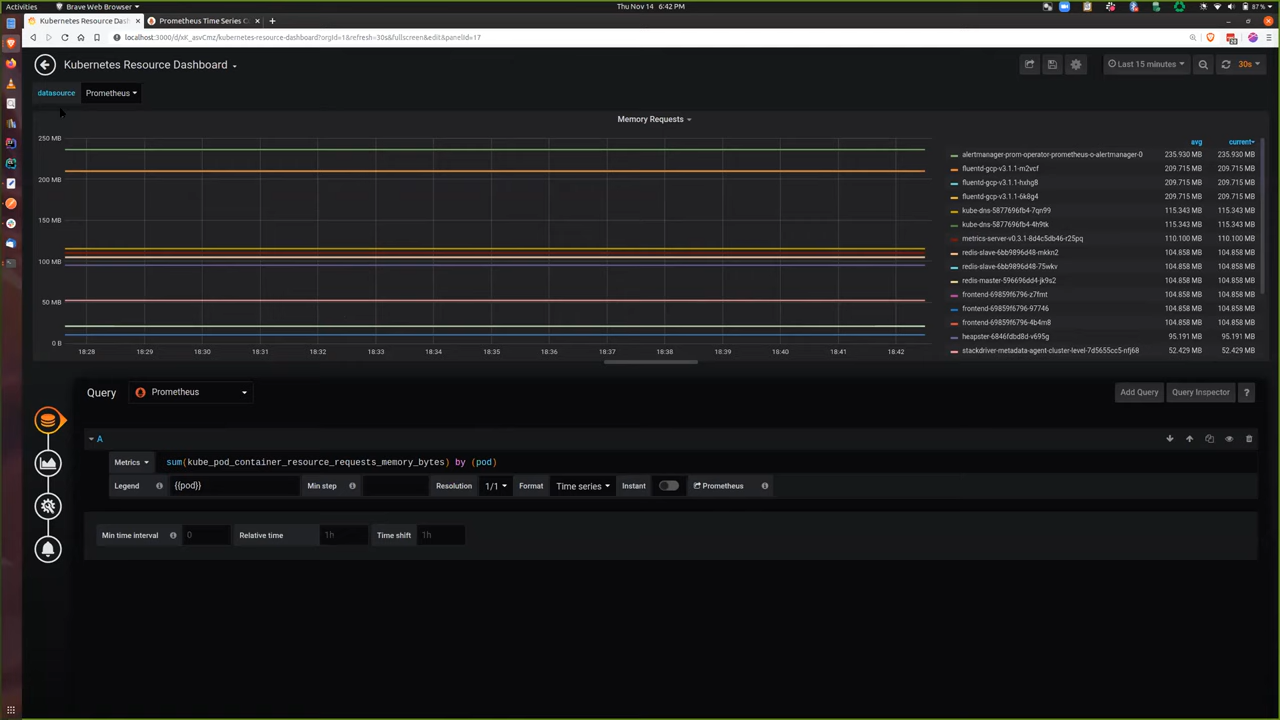 Activities
Brave Web Browser
Thu Nov 14 6:42 PM
87 %
Kubernetes Resource Dash
Prometheus Time Series C
localhost:3000/d/xK_asvCmz/kubernetes-resource-dashboard?orgId=1&refresh=30s&fullscreen&edit&panelId=17
Kubernetes Resource Dashboard
Last 15 minutes
30s
datasource
Prometheus
Memory Requests
250 MB
200 MB
150 MB
100 MB
50 MB
0 B
18:28 18:29 18:30 18:31 18:32 18:33 18:34 18:35 18:36 18:37 18:38 18:39 18:40 18:41 18:42
avg current
alertmanager-prom-operator-prometheus-o-alertmanager-0 235.930 MB 235.930 MB
fluentd-gcp-v3.1.1-m2vcf 209.715 MB 209.715 MB
fluentd-gcp-v3.1.1-hxhg8 209.715 MB 209.715 MB
fluentd-gcp-v3.1.1-6k8g4 209.715 MB 209.715 MB
kube-dns-5877696fb4-7qn99 115.343 MB 115.343 MB
kube-dns-5877696fb4-4h9tk 115.343 MB 115.343 MB
metrics-server-v0.3.1-8d4c5db46-r25pq 110.100 MB 110.100 MB
redis-slave-6bb9896d48-mkkn2 104.858 MB 104.858 MB
redis-slave-6bb9896d48-75wkv 104.858 MB 104.858 MB
redis-master-596696dd4-jk9s2 104.858 MB 104.858 MB
frontend-69859f6796-z7fmt 104.858 MB 104.858 MB
frontend-69859f6796-97746 104.858 MB 104.858 MB
frontend-69859f6796-4b4m8 104.858 MB 104.858 MB
heapster-6846fdbd8d-v695g 95.191 MB 95.191 MB
stackdriver-metadata-agent-cluster-level-7d5655cc5-nfj68 52.429 MB 52.429 MB
Query
Prometheus
Add Query
Query Inspector
?
A
Metrics
sum(kube_pod_container_resource_requests_memory_bytes) by (pod)
Legend
{{pod}}
Min step
Resolution
1/1
Format
Time series
Instant
Prometheus
Min time interval
0
Relative time
1h
Time shift
1h